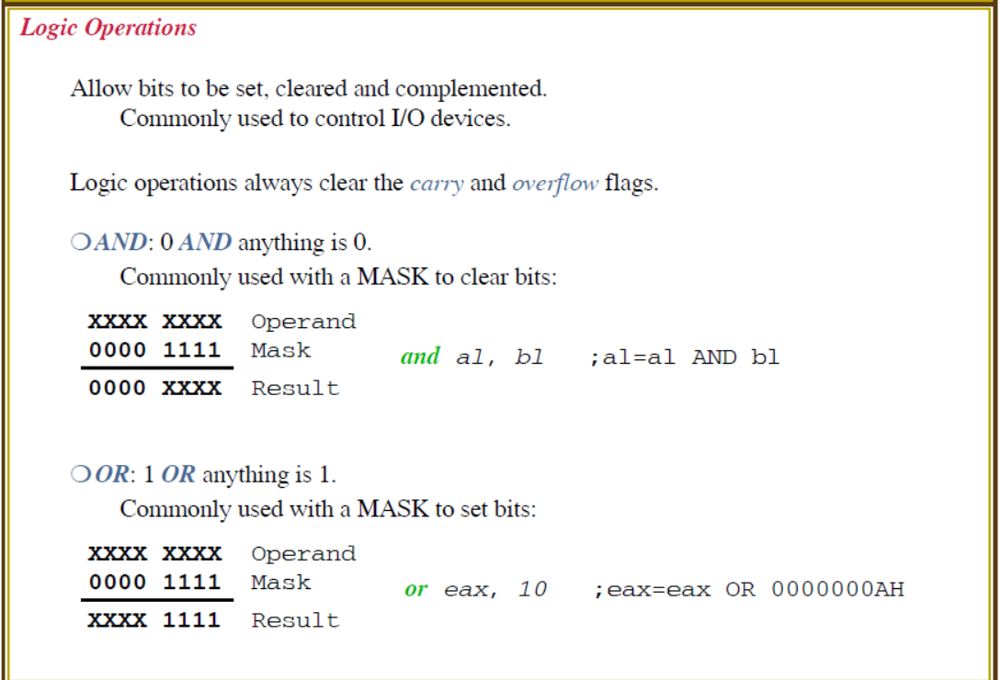 Logic Operations
Allow bits to be set, cleared and complemented.
Commonly used to control I/O devices.
Logic operations always clear the carry and overflow flags.
❍AND: 0 AND anything is 0.
Commonly used with a MASK to clear bits:
XXXX XXXX Operand
0000 1111 Mask
and al, bl ;al=al AND bl
0000 XXXX Result
❍OR: 1 OR anything is 1.
Commonly used with a MASK to set bits:
XXXX XXXX Operand
0000 1111 Mask
or eax, 10 ;eax=eax OR 0000000AH
XXXX 1111 Result